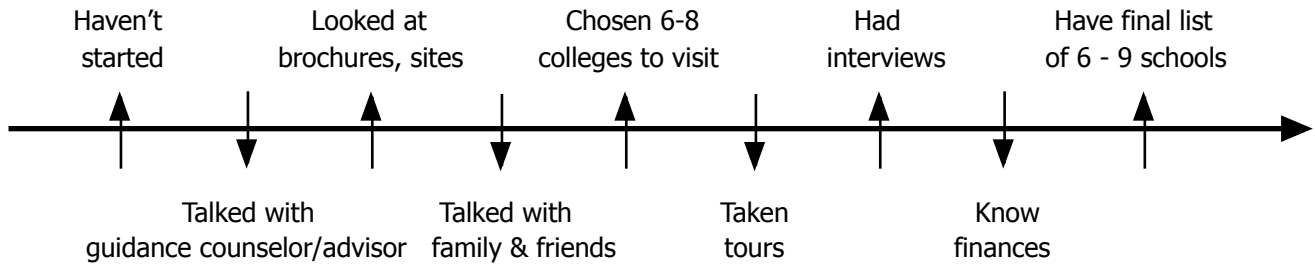 Haven't
started
Looked at
brochures, sites
Chosen 6-8
colleges to visit
Had
interviews
Have final list
of 6 - 9 schools
Talked with
guidance counselor/advisor
Talked with
family & friends
Taken
tours
Know
finances